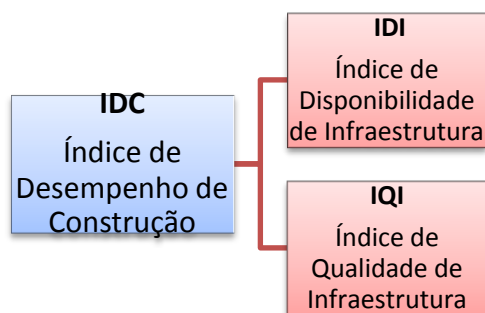 IDC
Índice de
Desempenho de
Construção
IDI
Índice de
Disponibilidade
de Infraestrutura
IQI
Índice de
Qualidade de
Infraestrutura